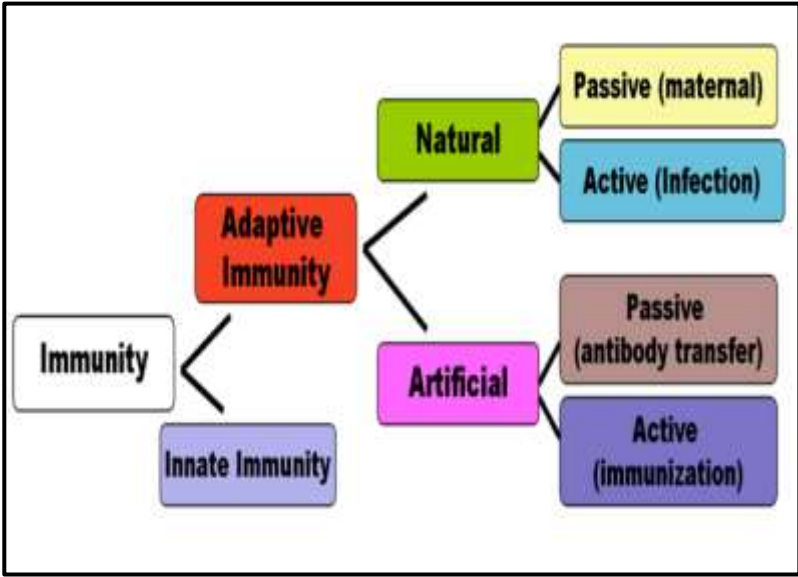 Passive (maternal)
Natural
Active (Infection)
Adaptive
Immunity
Passive
(antibody transfer)
Immunity
Artificial
Active
(immunization)
Innate Immunity